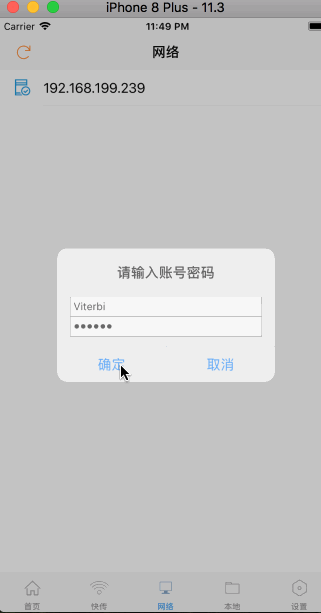 iPhone 8 Plus - 11.3
Carrier 11:49 PM
网络
192.168.199.239
请输入账号密码
Viterbi
●●●●●●
确定 取消
首页 快传 网络 本地 设置